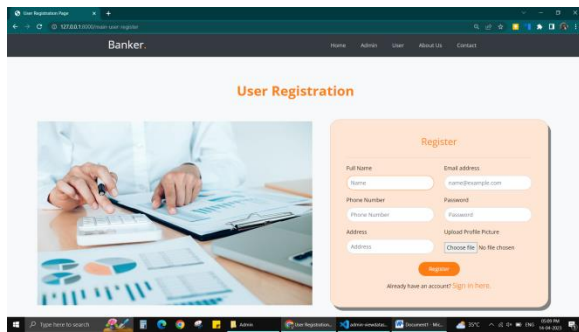 User Registration Page
127.0.0.1:8000/main-user-register
Banker.
Home Admin User About Us Contact
User Registration
Register
Full Name Email address
Name name@example.com
Phone Number Password
Phone Number Password
Address Upload Profile Picture
Address Choose file No file chosen
Register
Already have an account? Sign in here.
Type here to search Admin User Registration... admin-viewdata... Document1 - Mic... 35°C ENG 05:09 PM